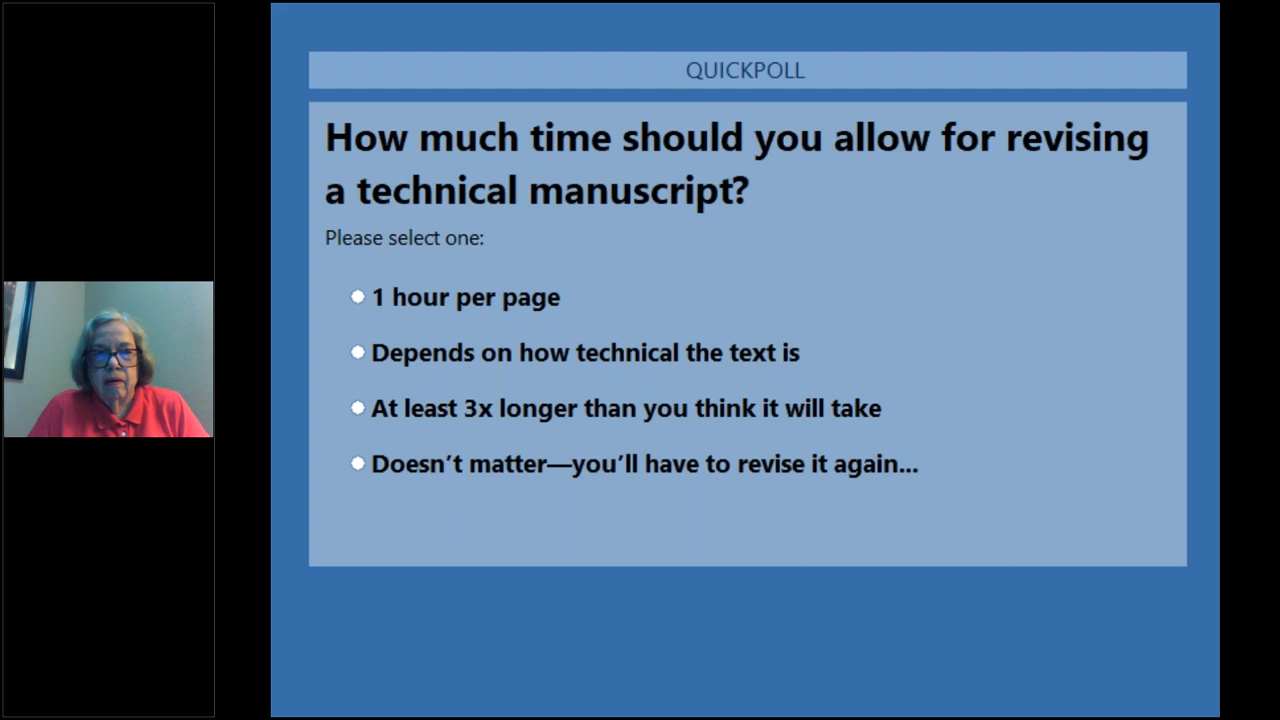 QUICKPOLL
How much time should you allow for revising
a technical manuscript?
Please select one:
1 hour per page
Depends on how technical the text is
At least 3x longer than you think it will take
Doesn’t matter—you’ll have to revise it again...